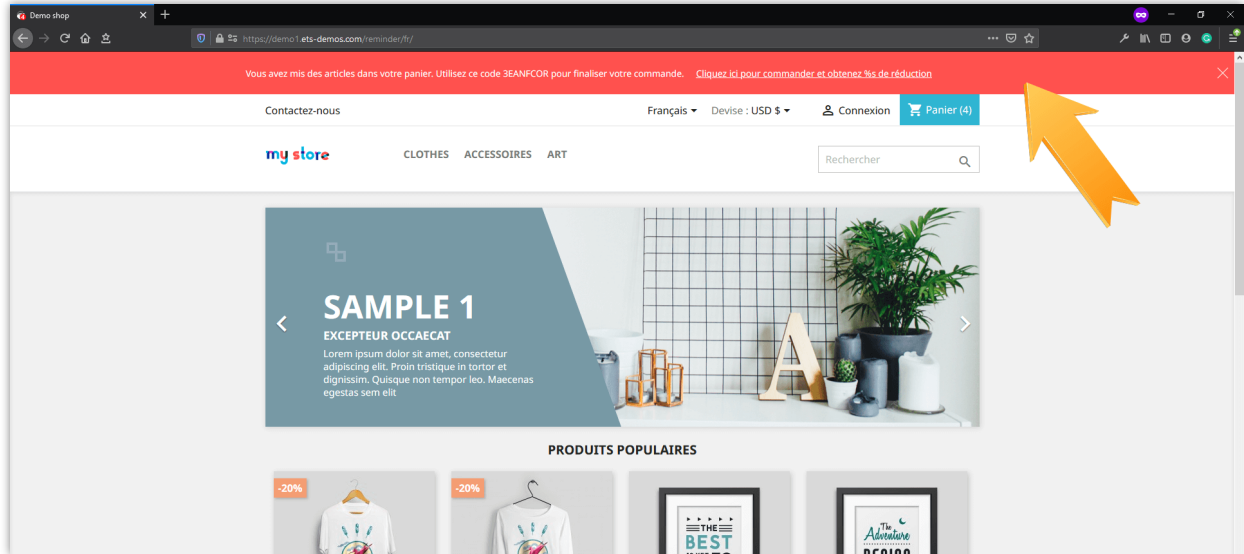 Demo shop
https://demo1.ets-demos.com/reminder/fr/
Vous avez mis des articles dans votre panier. Utilisez ce code 3EANFCOR pour finaliser votre commande. Cliquez ici pour commander et obtenez %s de réduction
Contactez-nous Français Devise : USD $ Connexion Panier (4)
my store CLOTHES ACCESSOIRES ART Rechercher
SAMPLE 1
EXCEPTEUR OCCAECAT
Lorem ipsum dolor sit amet, consectetur
adipiscing elit. Proin tristique in tortor et
dignissim. Quisque non tempor leo. Maecenas
egestas sem elit
A
PRODUITS POPULAIRES
-20% -20%
THE The
BEST Adventure